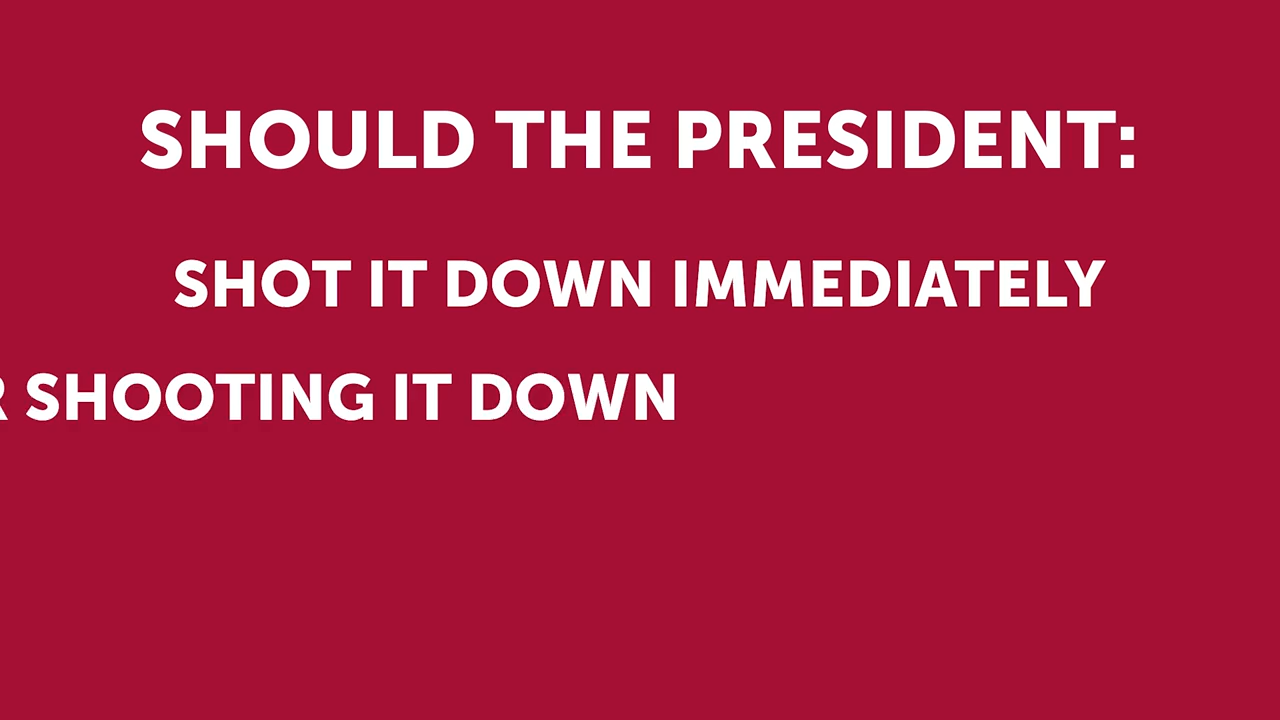 SHOULD THE PRESIDENT:
SHOT IT DOWN IMMEDIATELY
SHOOTING IT DOWN